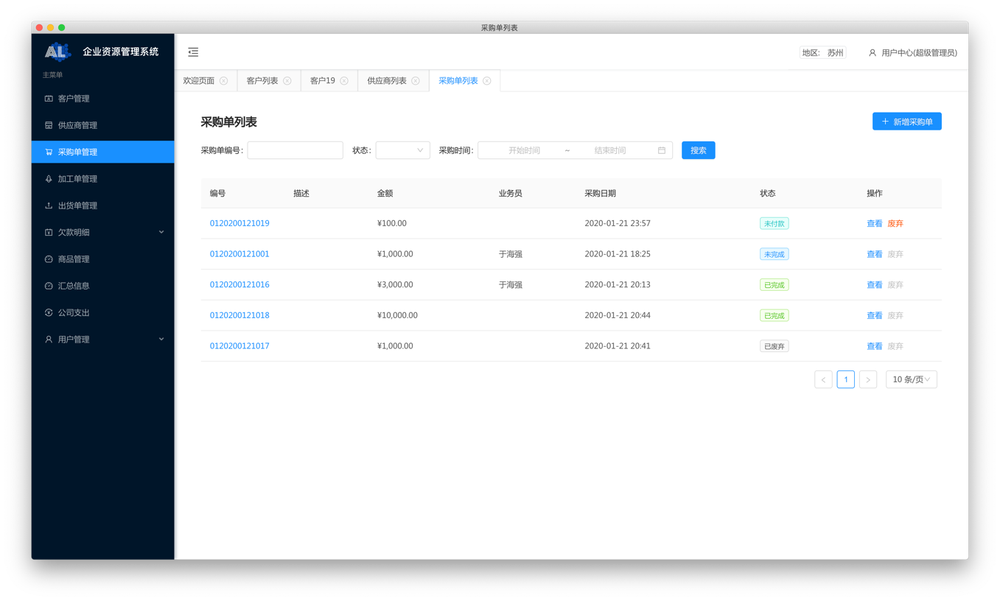 采购单列表
AL 企业资源管理系统
地区: 苏州 用户中心(超级管理员)
主菜单
客户管理
供应商管理
采购单管理
加工单管理
出货单管理
欠款明细
商品管理
汇总信息
公司支出
用户管理
欢迎页面 客户列表 客户19 供应商列表 采购单列表
采购单列表
+ 新增采购单
采购单编号: 状态: 采购时间: 开始时间 ~ 结束时间 搜索
编号 描述 金额 业务员 采购日期 状态 操作
0120200121019 ¥100.00 2020-01-21 23:57 未付款 查看 废弃
0120200121001 ¥1,000.00 于海强 2020-01-21 18:25 未完成 查看 废弃
0120200121016 ¥3,000.00 于海强 2020-01-21 20:13 已完成 查看 废弃
0120200121018 ¥10,000.00 2020-01-21 20:44 已完成 查看 废弃
0120200121017 ¥1,000.00 2020-01-21 20:41 已废弃 查看 废弃
< 1 > 10 条/页